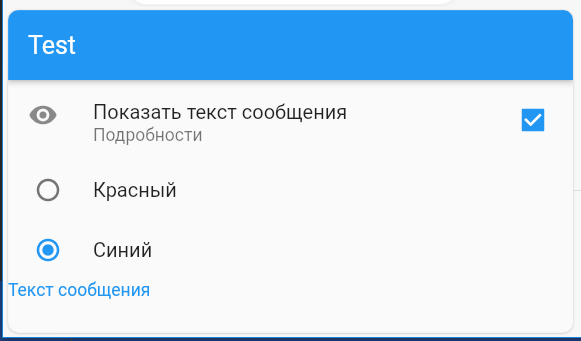 Test
Показать текст сообщения
Подробности
Красный
Синий
Текст сообщения